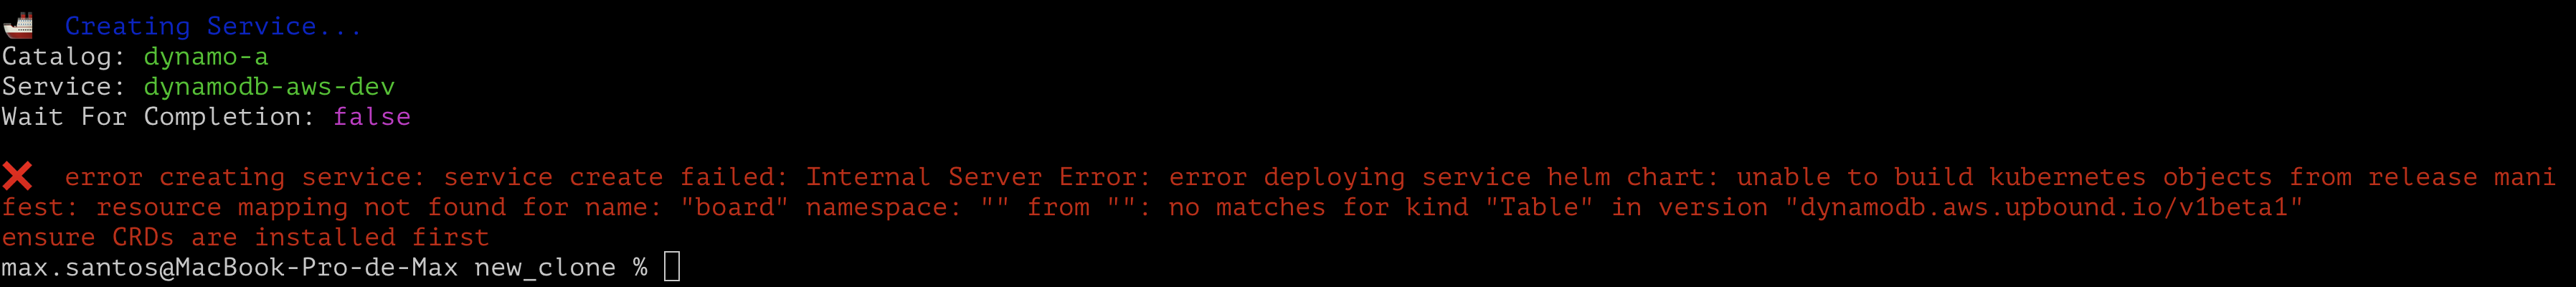 Creating Service...
Catalog: dynamo-a
Service: dynamodb-aws-dev
Wait For Completion: false
error creating service: service create failed: Internal Server Error: error deploying service helm chart: unable to build kubernetes objects from release mani
fest: resource mapping not found for name: "board" namespace: "" from "": no matches for kind "Table" in version "dynamodb.aws.upbound.io/v1beta1"
ensure CRDs are installed first
max.santos@MacBook-Pro-de-Max new_clone %